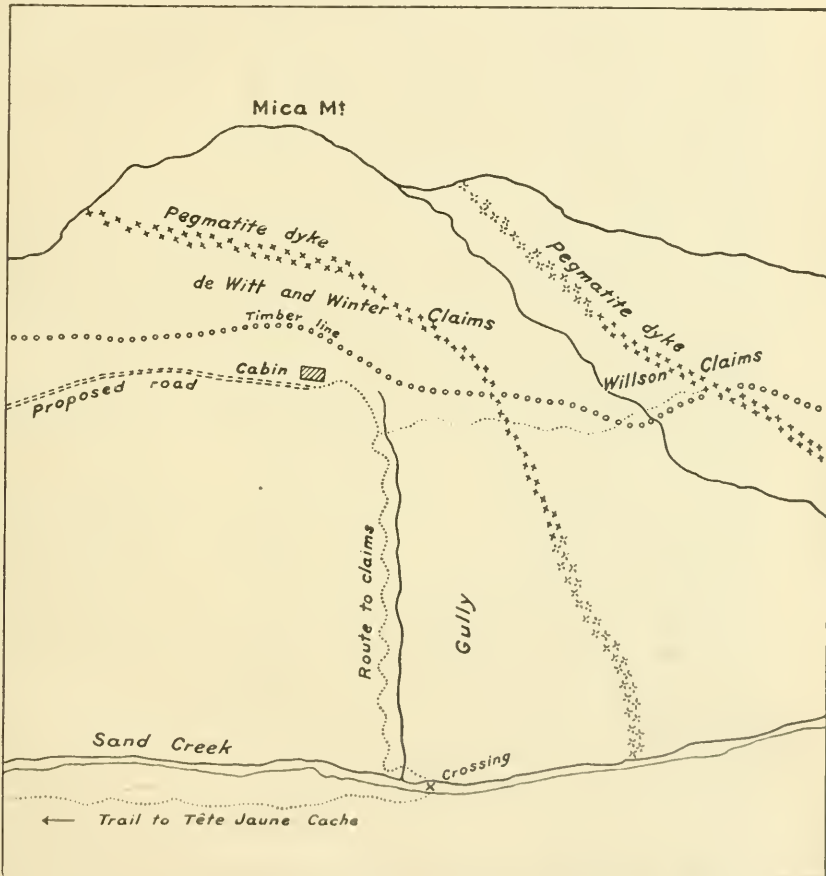 Mica Mt
Pegmatite dyke
de Witt and Winter Claims
Pegmatite dyke
Willson Claims
Timber line
Cabin
Proposed road
Route to claims
Gully
Sand Creek
Crossing
← Trail to Tête Jaune Cache